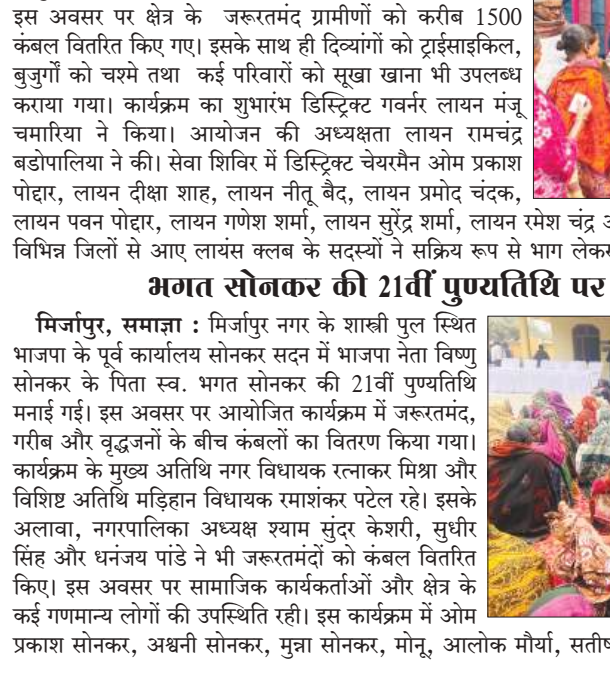 इस अवसर पर क्षेत्र के जरूरतमंद ग्रामीणों को करीब 1500
कंबल वितरित किए गए। इसके साथ ही दिव्यांगों को ट्राईसाइकिल,
बुजुर्गों को चश्मे तथा कई परिवारों को सूखा खाना भी उपलब्ध
कराया गया। कार्यक्रम का शुभारंभ डिस्ट्रिक्ट गवर्नर लायन मंजू
चमारिया ने किया। आयोजन की अध्यक्षता लायन रामचंद्र
बडोपालिया ने की। सेवा शिविर में डिस्ट्रिक्ट चेयरमैन ओम प्रकाश
पोद्दार, लायन दीक्षा शाह, लायन नीतू बैद, लायन प्रमोद चंदक,
लायन पवन पोद्दार, लायन गणेश शर्मा, लायन सुरेंद्र शर्मा, लायन रमेश चंद्र
विभिन्न जिलों से आए लायंस क्लब के सदस्यों ने सक्रिय रूप से भाग
भगत सोनकर की 21वीं पुण्यतिथि पर
मिर्जापुर, समाज्ञा : मिर्जापुर नगर के शास्त्री पुल स्थित
भाजपा के पूर्व कार्यालय सोनकर सदन में भाजपा नेता विष्णु
सोनकर के पिता स्व. भगत सोनकर की 21वीं पुण्यतिथि
मनाई गई। इस अवसर पर आयोजित कार्यक्रम में जरूरतमंद,
गरीब और वृद्धजनों के बीच कंबलों का वितरण किया गया।
कार्यक्रम के मुख्य अतिथि नगर विधायक रत्नाकर मिश्रा और
विशिष्ट अतिथि मड़िहान विधायक रमाशंकर पटेल रहे। इसके
अलावा, नगरपालिका अध्यक्ष श्याम सुंदर केशरी, सुधीर
सिंह और धनंजय पांडे ने भी जरूरतमंदों को कंबल वितरित
किए। इस अवसर पर सामाजिक कार्यकर्ताओं और क्षेत्र के
कई गणमान्य लोगों की उपस्थिति रही। इस कार्यक्रम में ओम
प्रकाश सोनकर, अश्वनी सोनकर, मुन्ना सोनकर, मोनू, आलोक मौर्या,